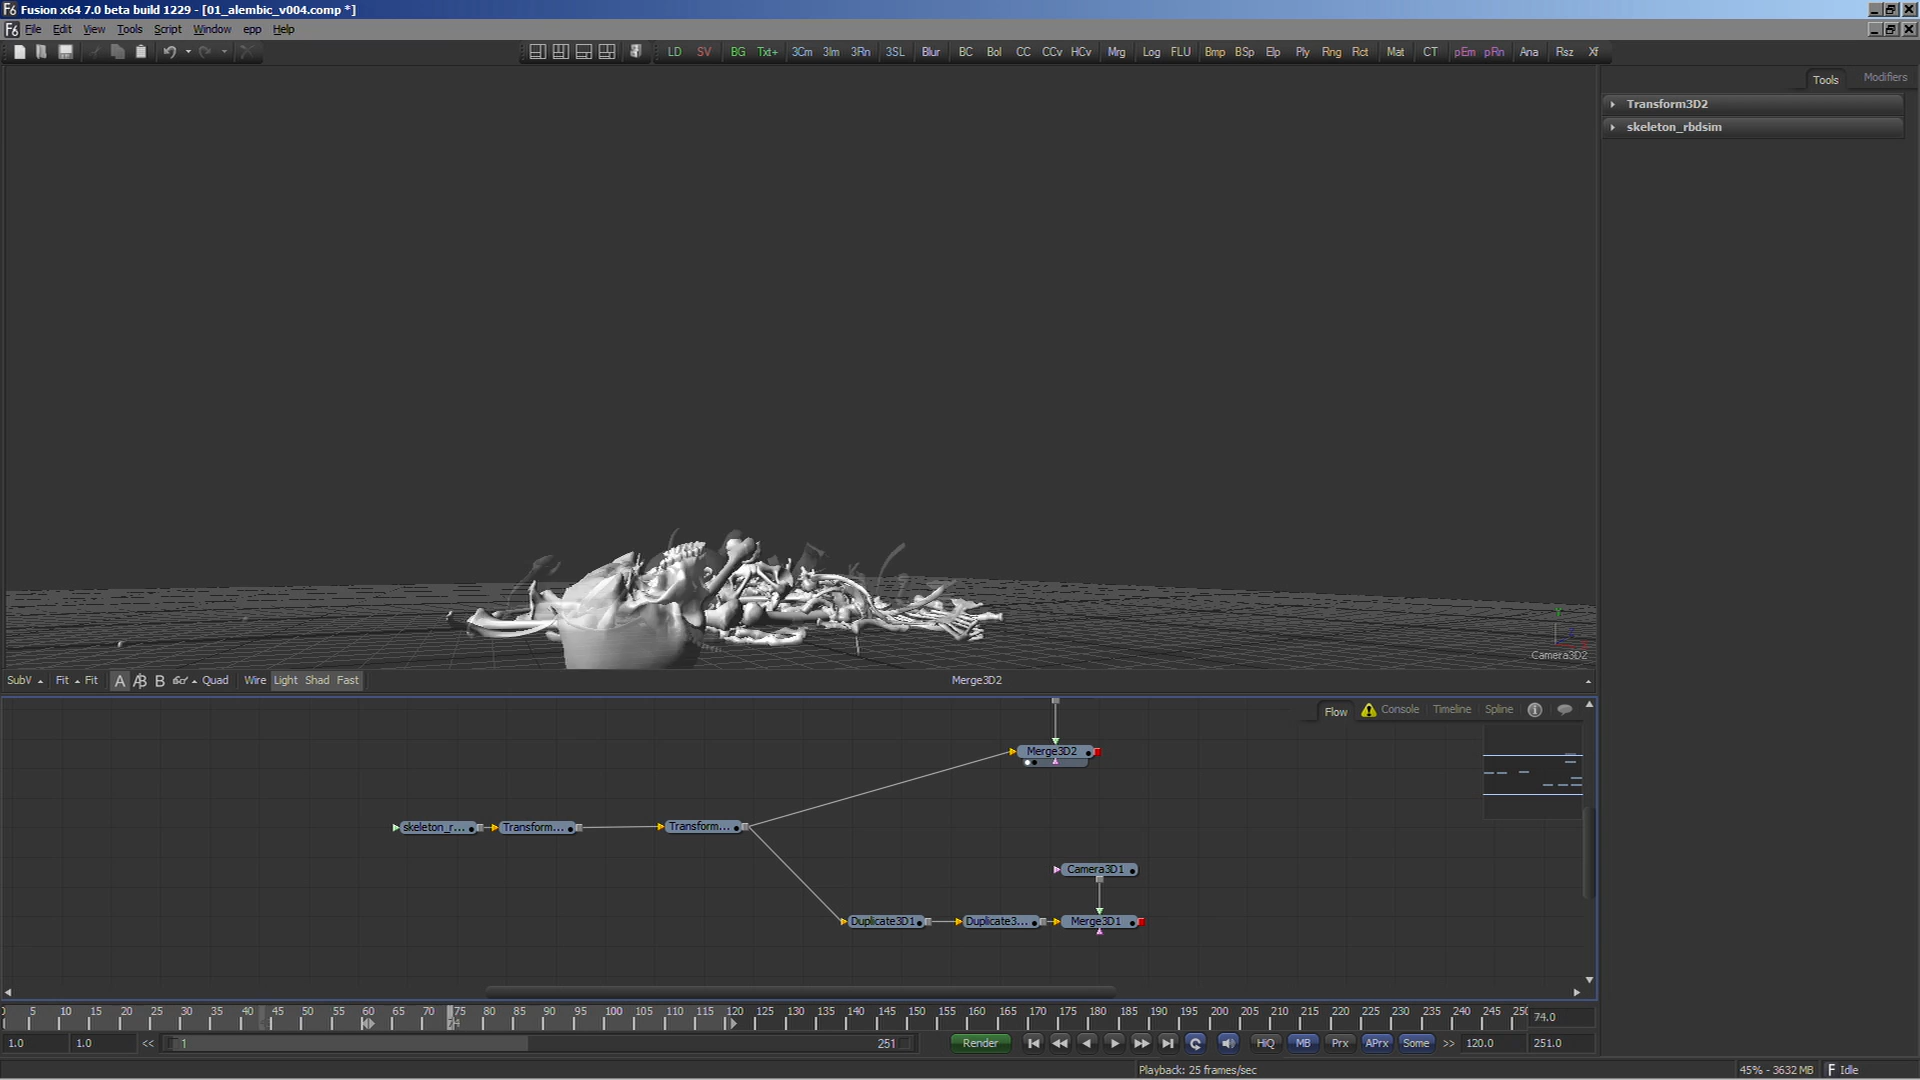 Fusion x64 7.0 beta build 1229 - [01_alembic_v004.comp *]
File Edit View Tools Script Window epp Help
LD SV BG Txt+ 3Cm 3Im 3Rn 3SL Blur BC Bol CC CCv HCv Mrg Log FLU Bmp BSp Elp Ply Rng Rct Mat CT pEm pRn Ana Rsz Xf
Tools Modifiers
Transform3D2
skeleton_rbdsim
Y
Camera3D2
SubV Fit Fit A B Quad Wire Light Shad Fast Merge3D2
Flow Console Timeline Spline
Merge3D2
skeleton_r... Transform... Transform...
Camera3D1
Duplicate3D1 Duplicate3... Merge3D1
5 10 15 20 25 30 35 40 45 50 55 60 65 70 75 80 85 90 95 100 105 110 115 120 125 130 135 140 145 150 155 160 165 170 175 180 185 190 195 200 205 210 215 220 225 230 235 240 245 250
74
74.0
1.0 1.0 << 1 251 Render HiQ MB Prx APrx Some >> 120.0 251.0
Playback: 25 frames/sec 45% - 3632 MB Idle